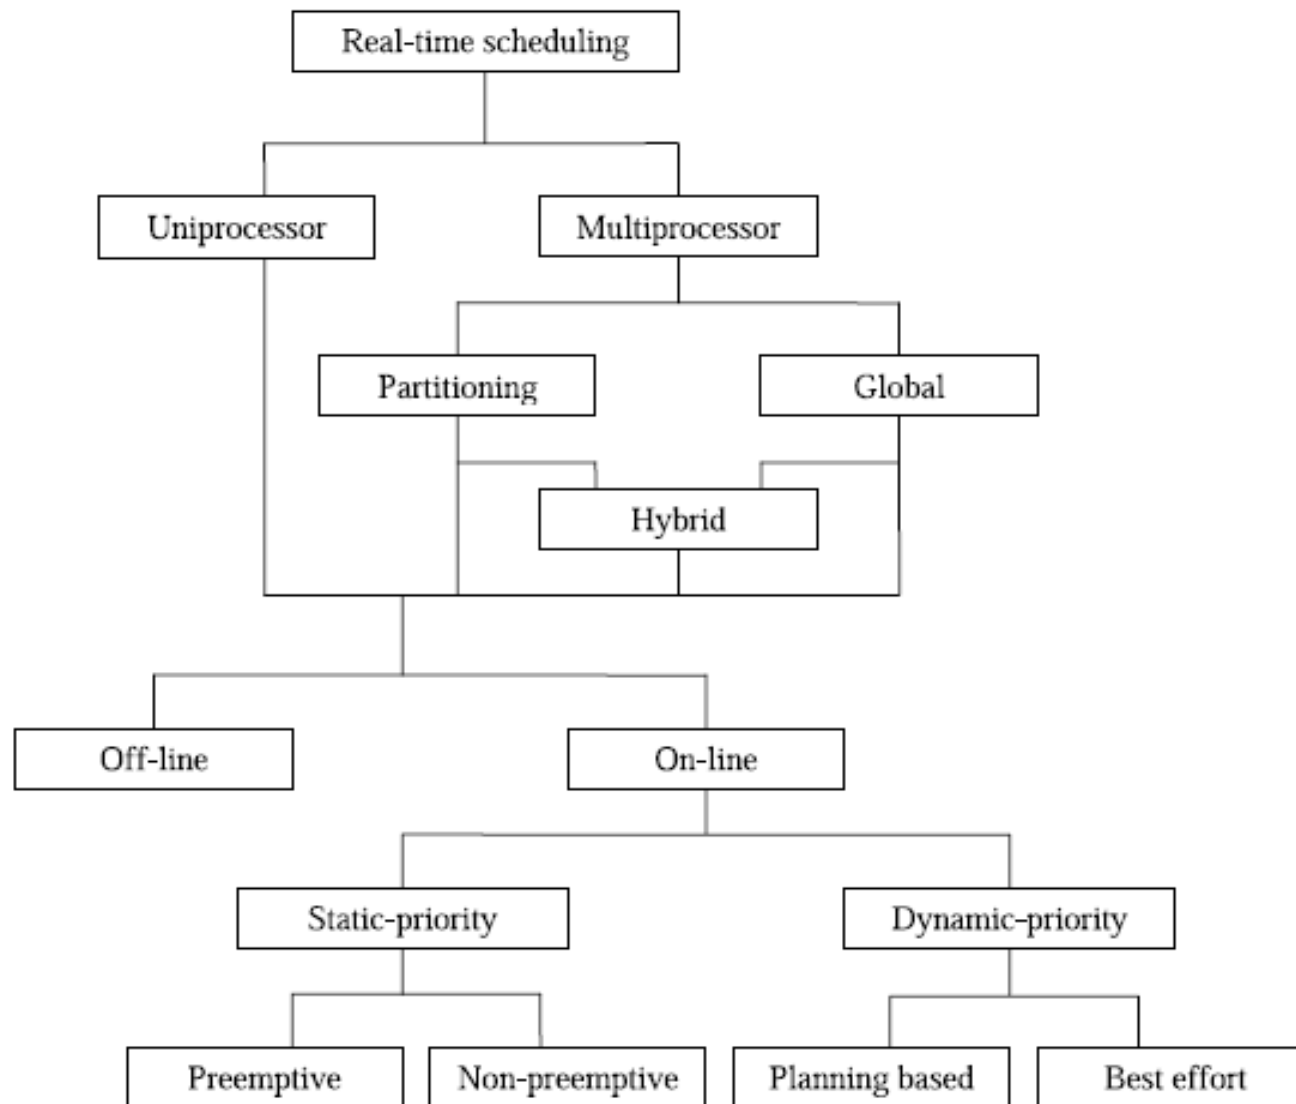 Real-time scheduling
Uniprocessor
Multiprocessor
Partitioning
Global
Hybrid
Off-line
On-line
Static-priority
Dynamic-priority
Preemptive
Non-preemptive
Planning based
Best effort